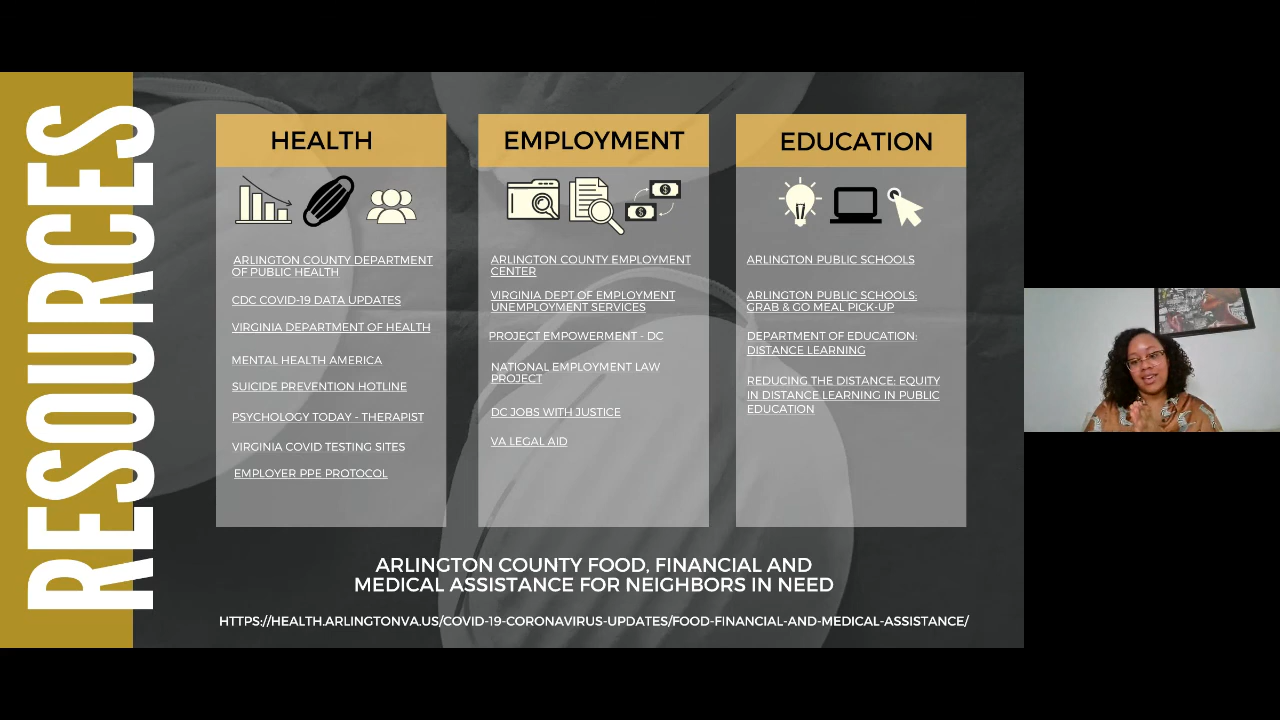 RESOURCES
HEALTH
ARLINGTON COUNTY DEPARTMENT
OF PUBLIC HEALTH
CDC COVID-19 DATA UPDATES
VIRGINIA DEPARTMENT OF HEALTH
MENTAL HEALTH AMERICA
SUICIDE PREVENTION HOTLINE
PSYCHOLOGY TODAY - THERAPIST
VIRGINIA COVID TESTING SITES
EMPLOYER PPE PROTOCOL
EMPLOYMENT
ARLINGTON COUNTY EMPLOYMENT
CENTER
VIRGINIA DEPT OF EMPLOYMENT
UNEMPLOYMENT SERVICES
PROJECT EMPOWERMENT - DC
NATIONAL EMPLOYMENT LAW
PROJECT
DC JOBS WITH JUSTICE
VA LEGAL AID
EDUCATION
ARLINGTON PUBLIC SCHOOLS
ARLINGTON PUBLIC SCHOOLS:
GRAB & GO MEAL PICK-UP
DEPARTMENT OF EDUCATION:
DISTANCE LEARNING
REDUCING THE DISTANCE: EQUITY
IN DISTANCE LEARNING IN PUBLIC
EDUCATION
ARLINGTON COUNTY FOOD, FINANCIAL AND
MEDICAL ASSISTANCE FOR NEIGHBORS IN NEED
HTTPS://HEALTH.ARLINGTONVA.US/COVID-19-CORONAVIRUS-UPDATES/FOOD-FINANCIAL-AND-MEDICAL-ASSISTANCE/